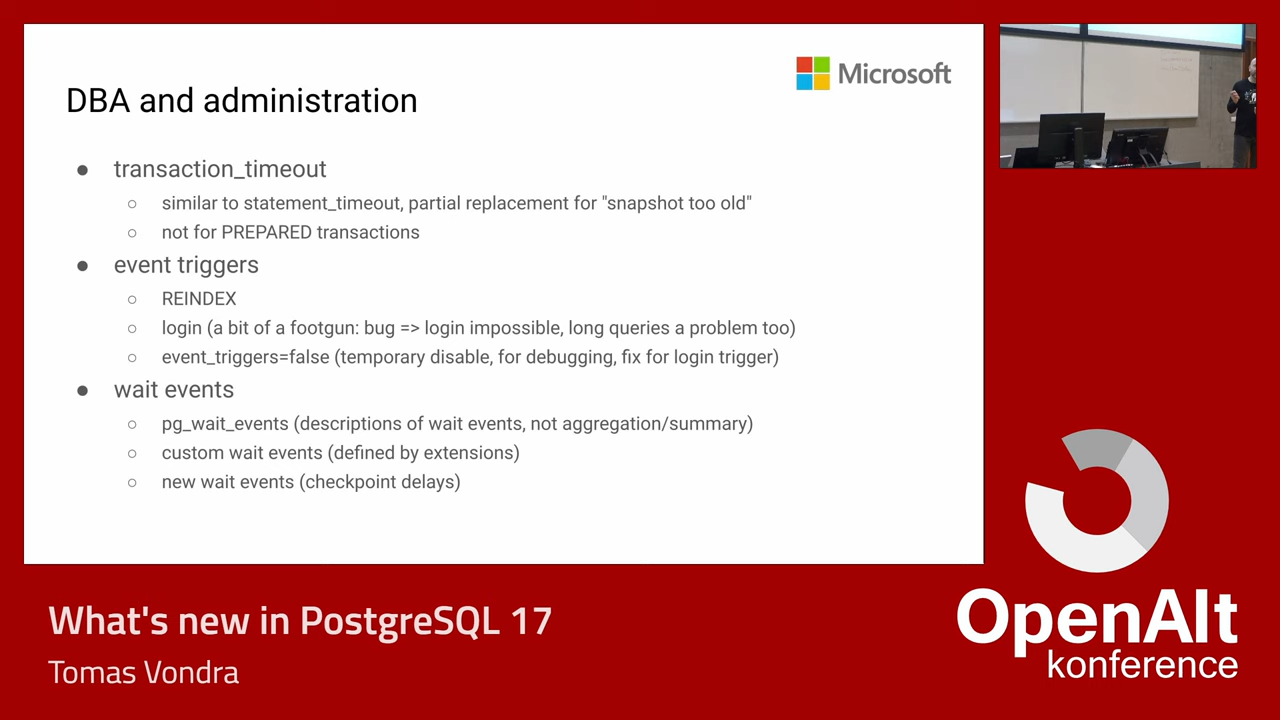 Microsoft
DBA and administration
● transaction_timeout
○ similar to statement_timeout, partial replacement for "snapshot too old"
○ not for PREPARED transactions
● event triggers
○ REINDEX
○ login (a bit of a footgun: bug => login impossible, long queries a problem too)
○ event_triggers=false (temporary disable, for debugging, fix for login trigger)
● wait events
○ pg_wait_events (descriptions of wait events, not aggregation/summary)
○ custom wait events (defined by extensions)
○ new wait events (checkpoint delays)
What's new in PostgreSQL 17
Tomas Vondra
OpenAlt
konference